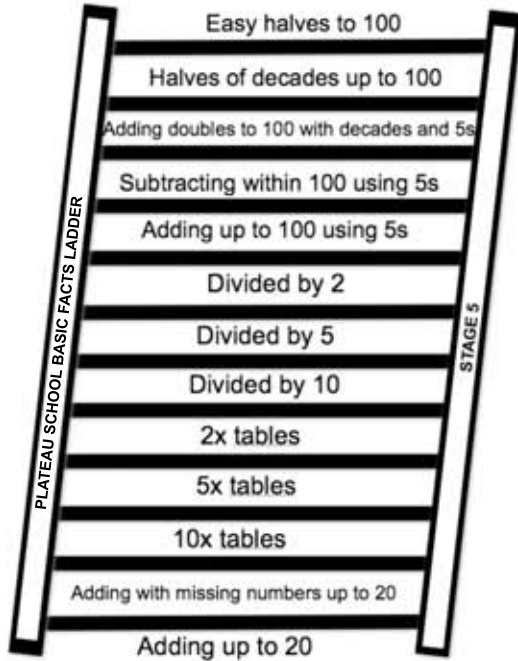 Easy halves to 100
Halves of decades up to 100
Adding doubles to 100 with decades and 5s
Subtracting within 100 using 5s
Adding up to 100 using 5s
Divided by 2
Divided by 5
Divided by 10
2x tables
5x tables
10x tables
Adding with missing numbers up to 20
Adding up to 20
PLATEAU SCHOOL BASIC FACTS LADDER
STAGE 5